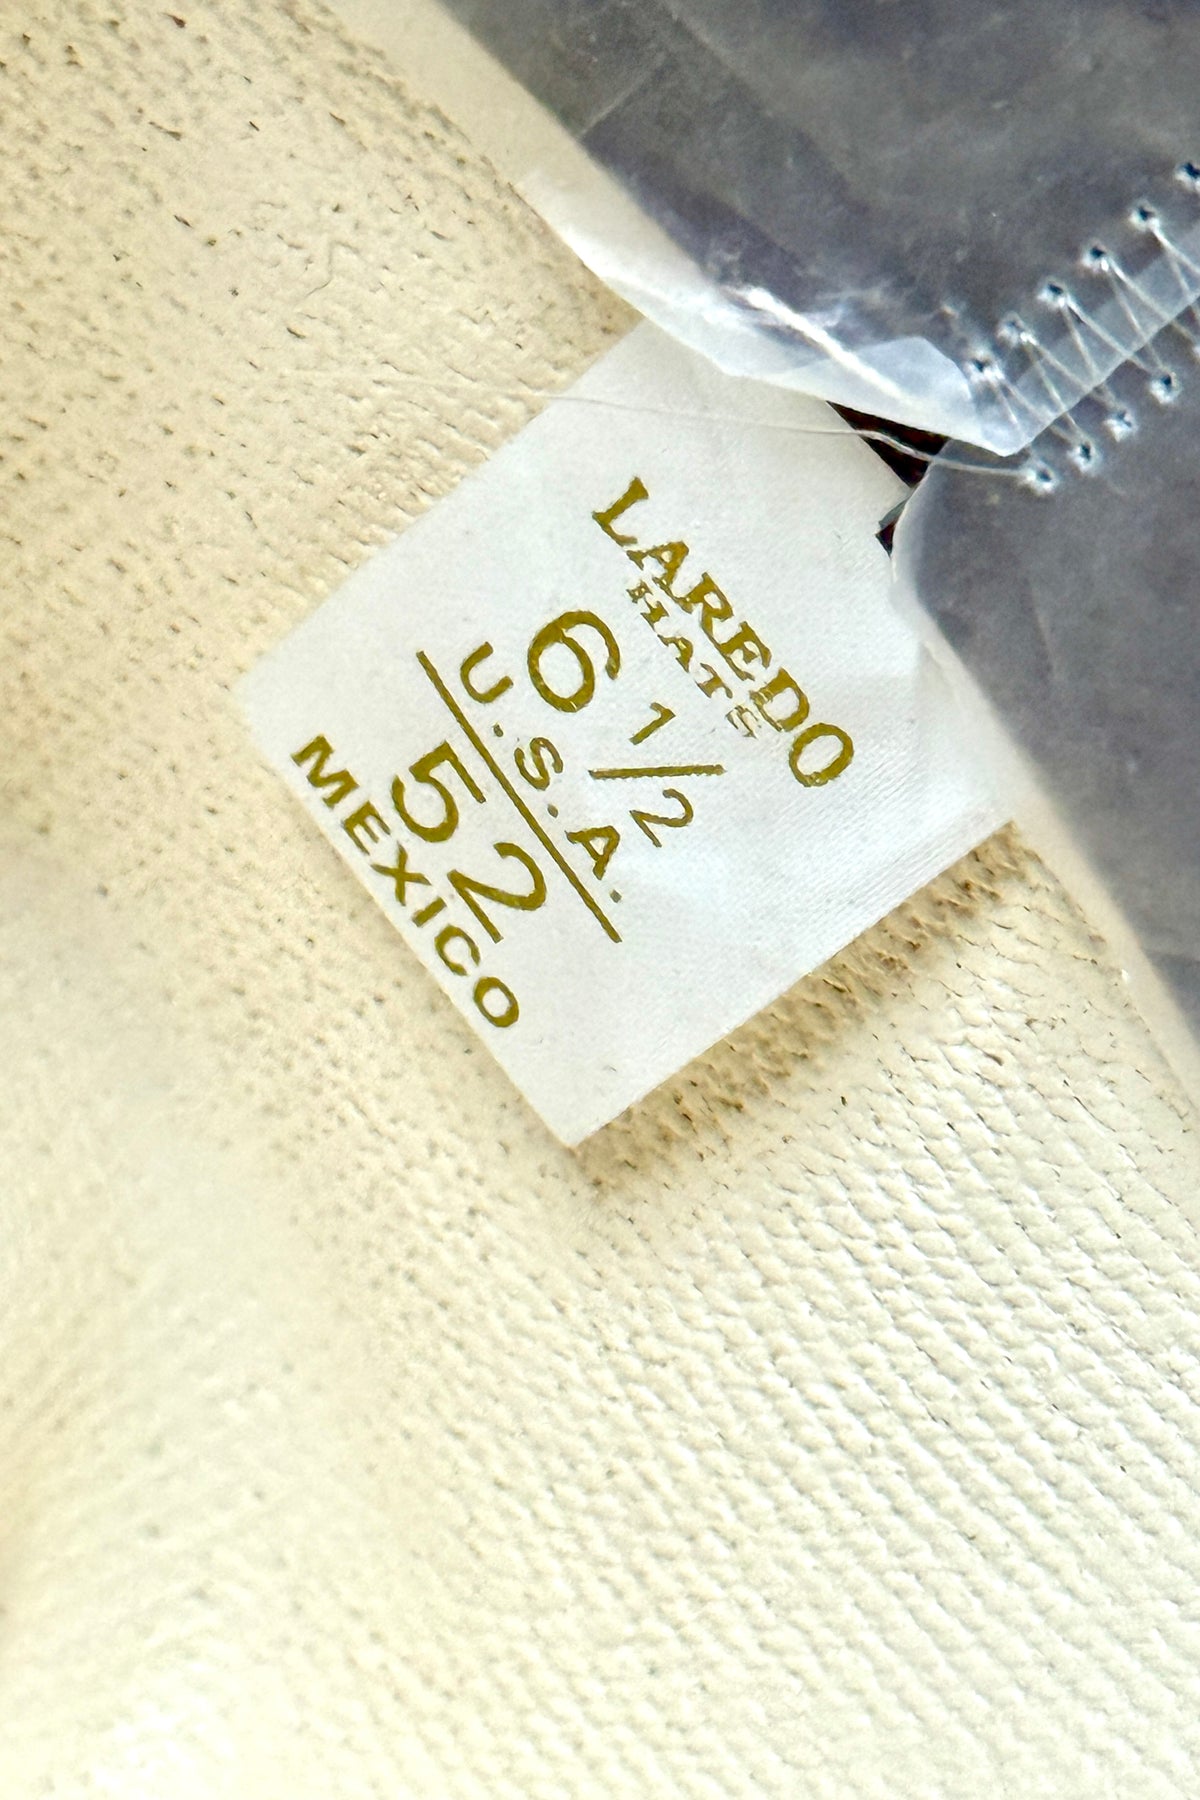 LAREDO
HATS
6 1/2
U.S.A.
52
MEXICO